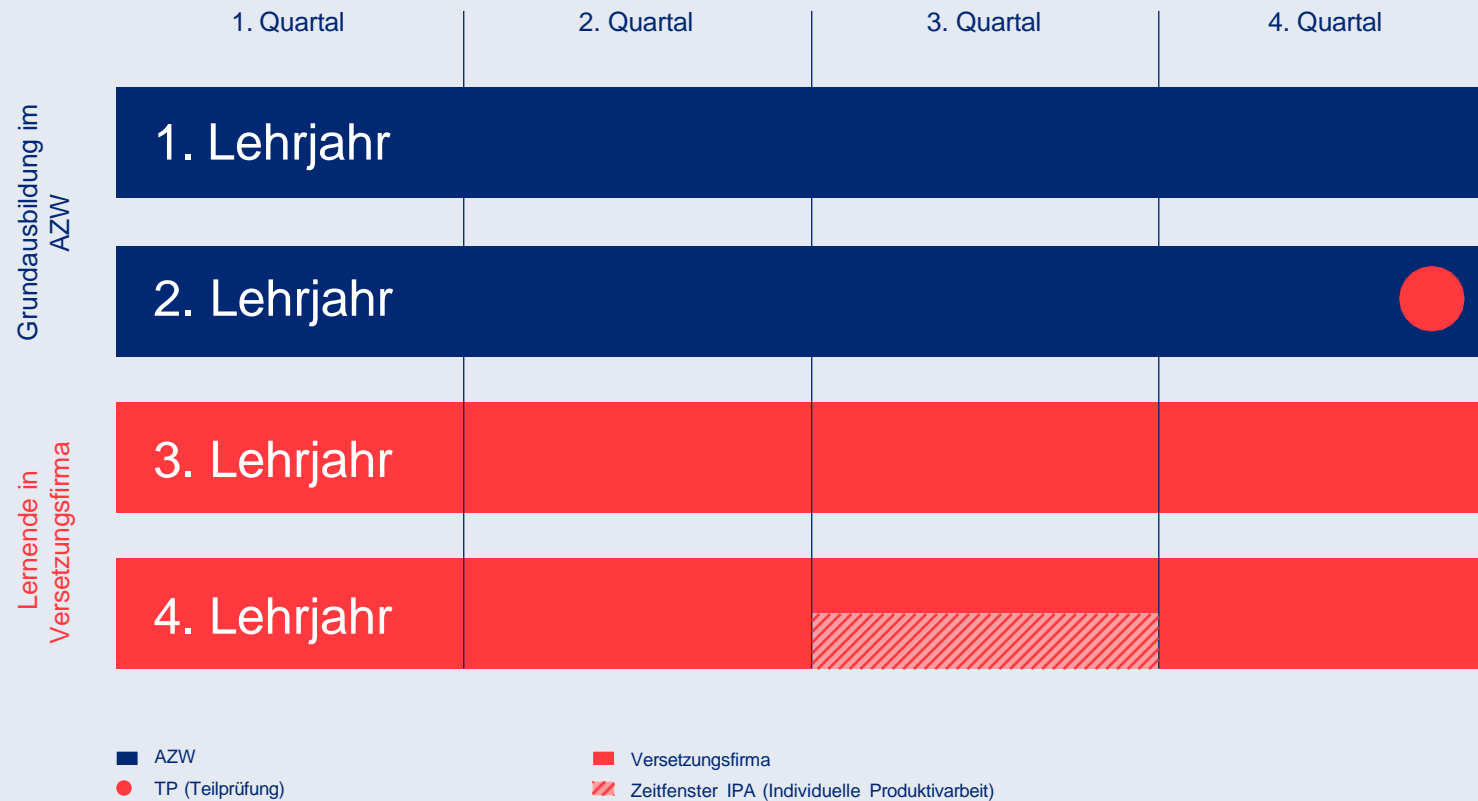 1. Quartal
2. Quartal
3. Quartal
4. Quartal
Grundausbildung im
AZW
1. Lehrjahr
2. Lehrjahr
Lernende in
Versetzungsfirma
3. Lehrjahr
4. Lehrjahr
AZW
Versetzungsfirma
TP (Teilprüfung)
Zeitfenster IPA (Individuelle Produktivarbeit)